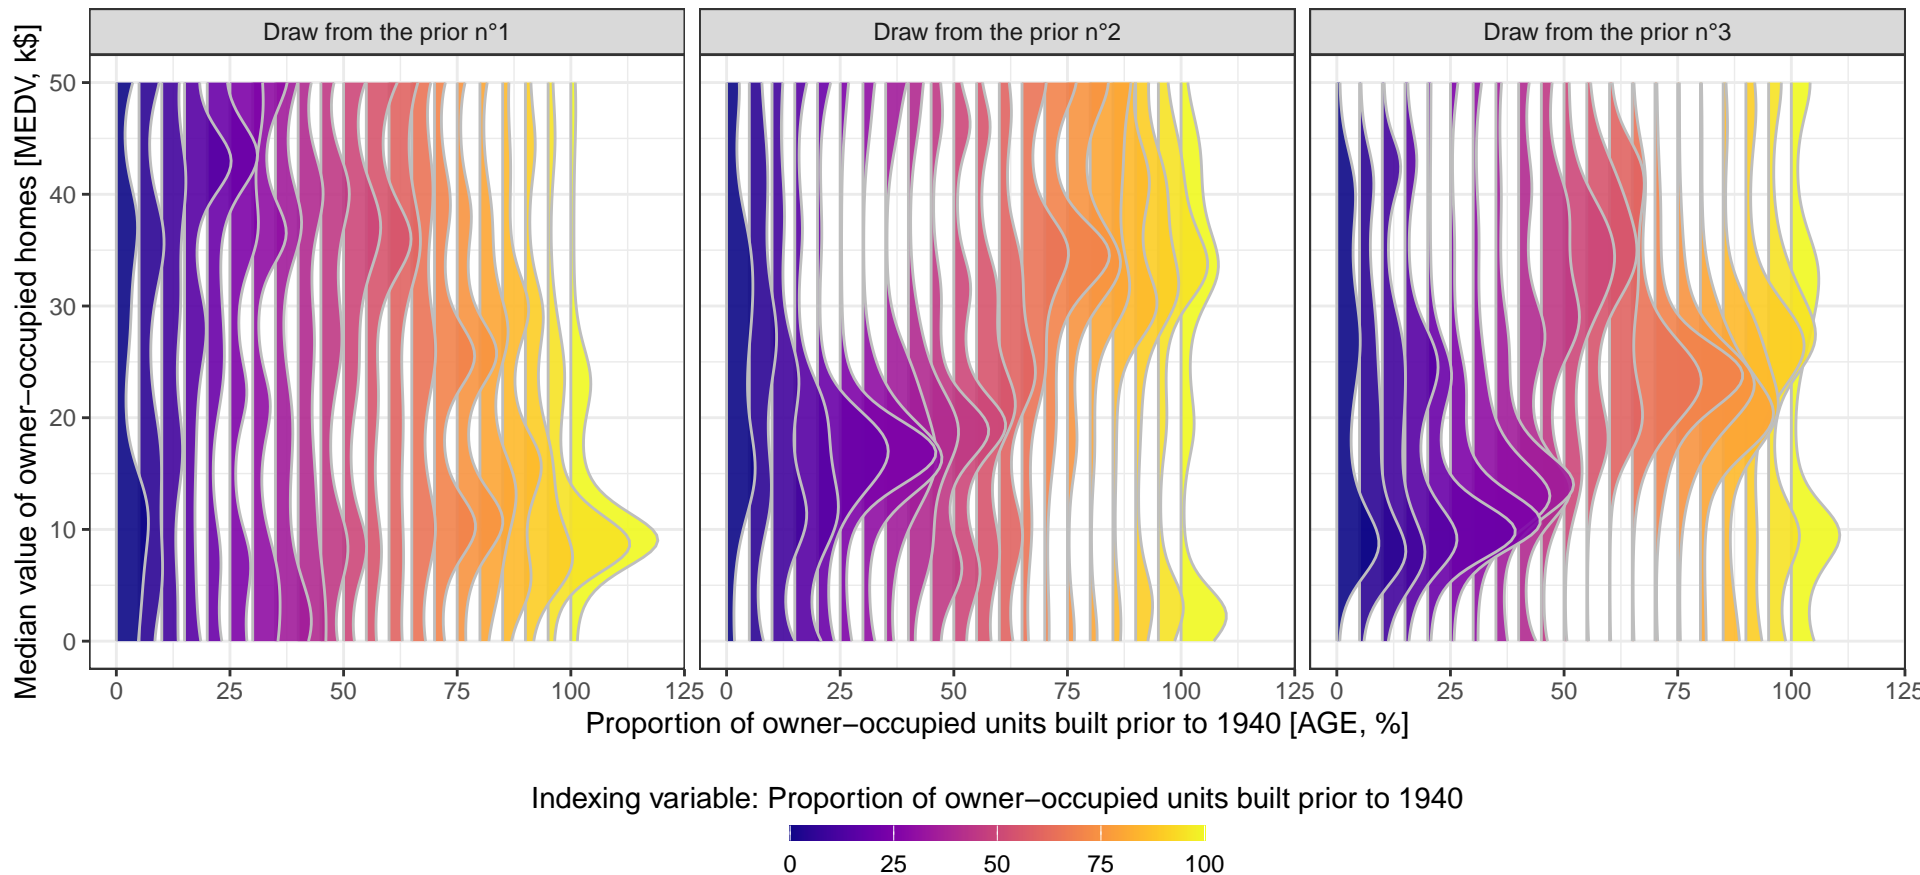 Draw from the prior n°1
Draw from the prior n°2
Draw from the prior n°3
Median value of owner−occupied homes [MEDV, k$]
50
40
30
20
10
0
0 25 50 75 100 125
0 25 50 75 100 125
0 25 50 75 100 125
Proportion of owner−occupied units built prior to 1940 [AGE, %]
Indexing variable: Proportion of owner−occupied units built prior to 1940
0 25 50 75 100